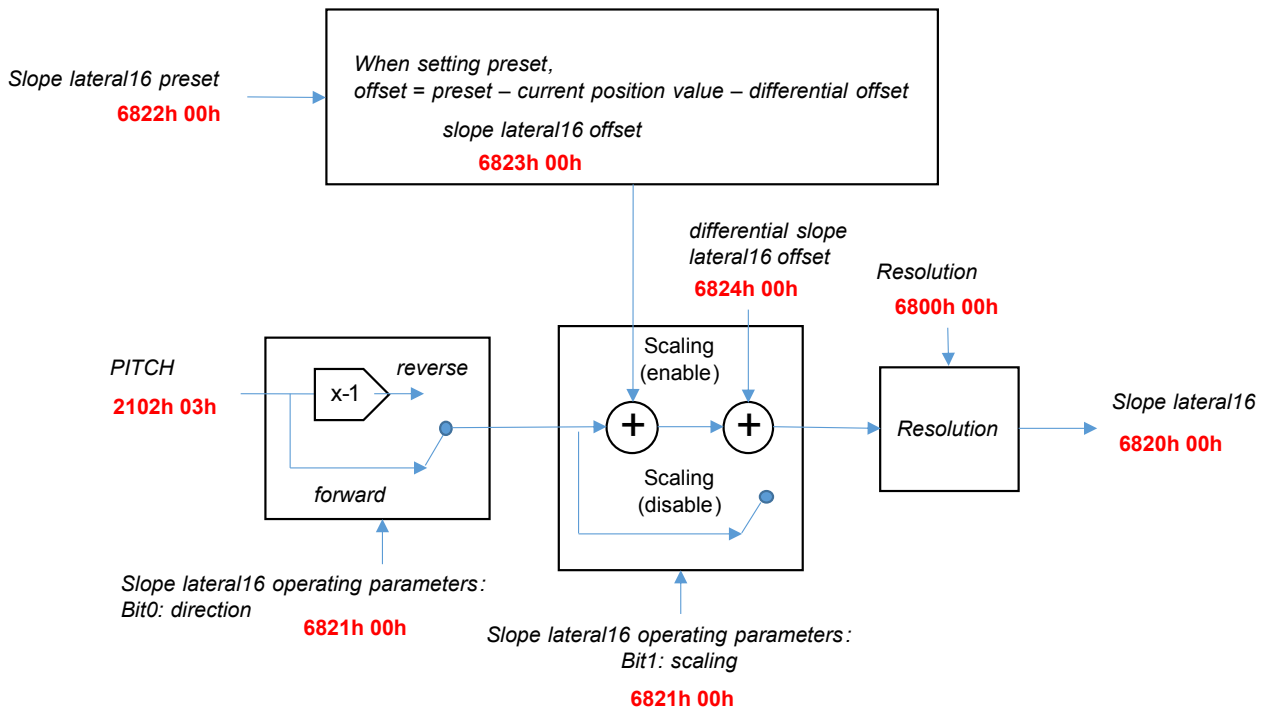 When setting preset,
offset = preset – current position value – differential offset
slope lateral16 offset
6823h 00h
Slope lateral16 preset
6822h 00h
differential slope
lateral16 offset
6824h 00h
Resolution
6800h 00h
PITCH
2102h 03h
x-1
reverse
forward
Scaling
(enable)
+
+
Scaling
(disable)
Resolution
Slope lateral16
6820h 00h
Slope lateral16 operating parameters:
Bit0: direction
6821h 00h
Slope lateral16 operating parameters:
Bit1: scaling
6821h 00h